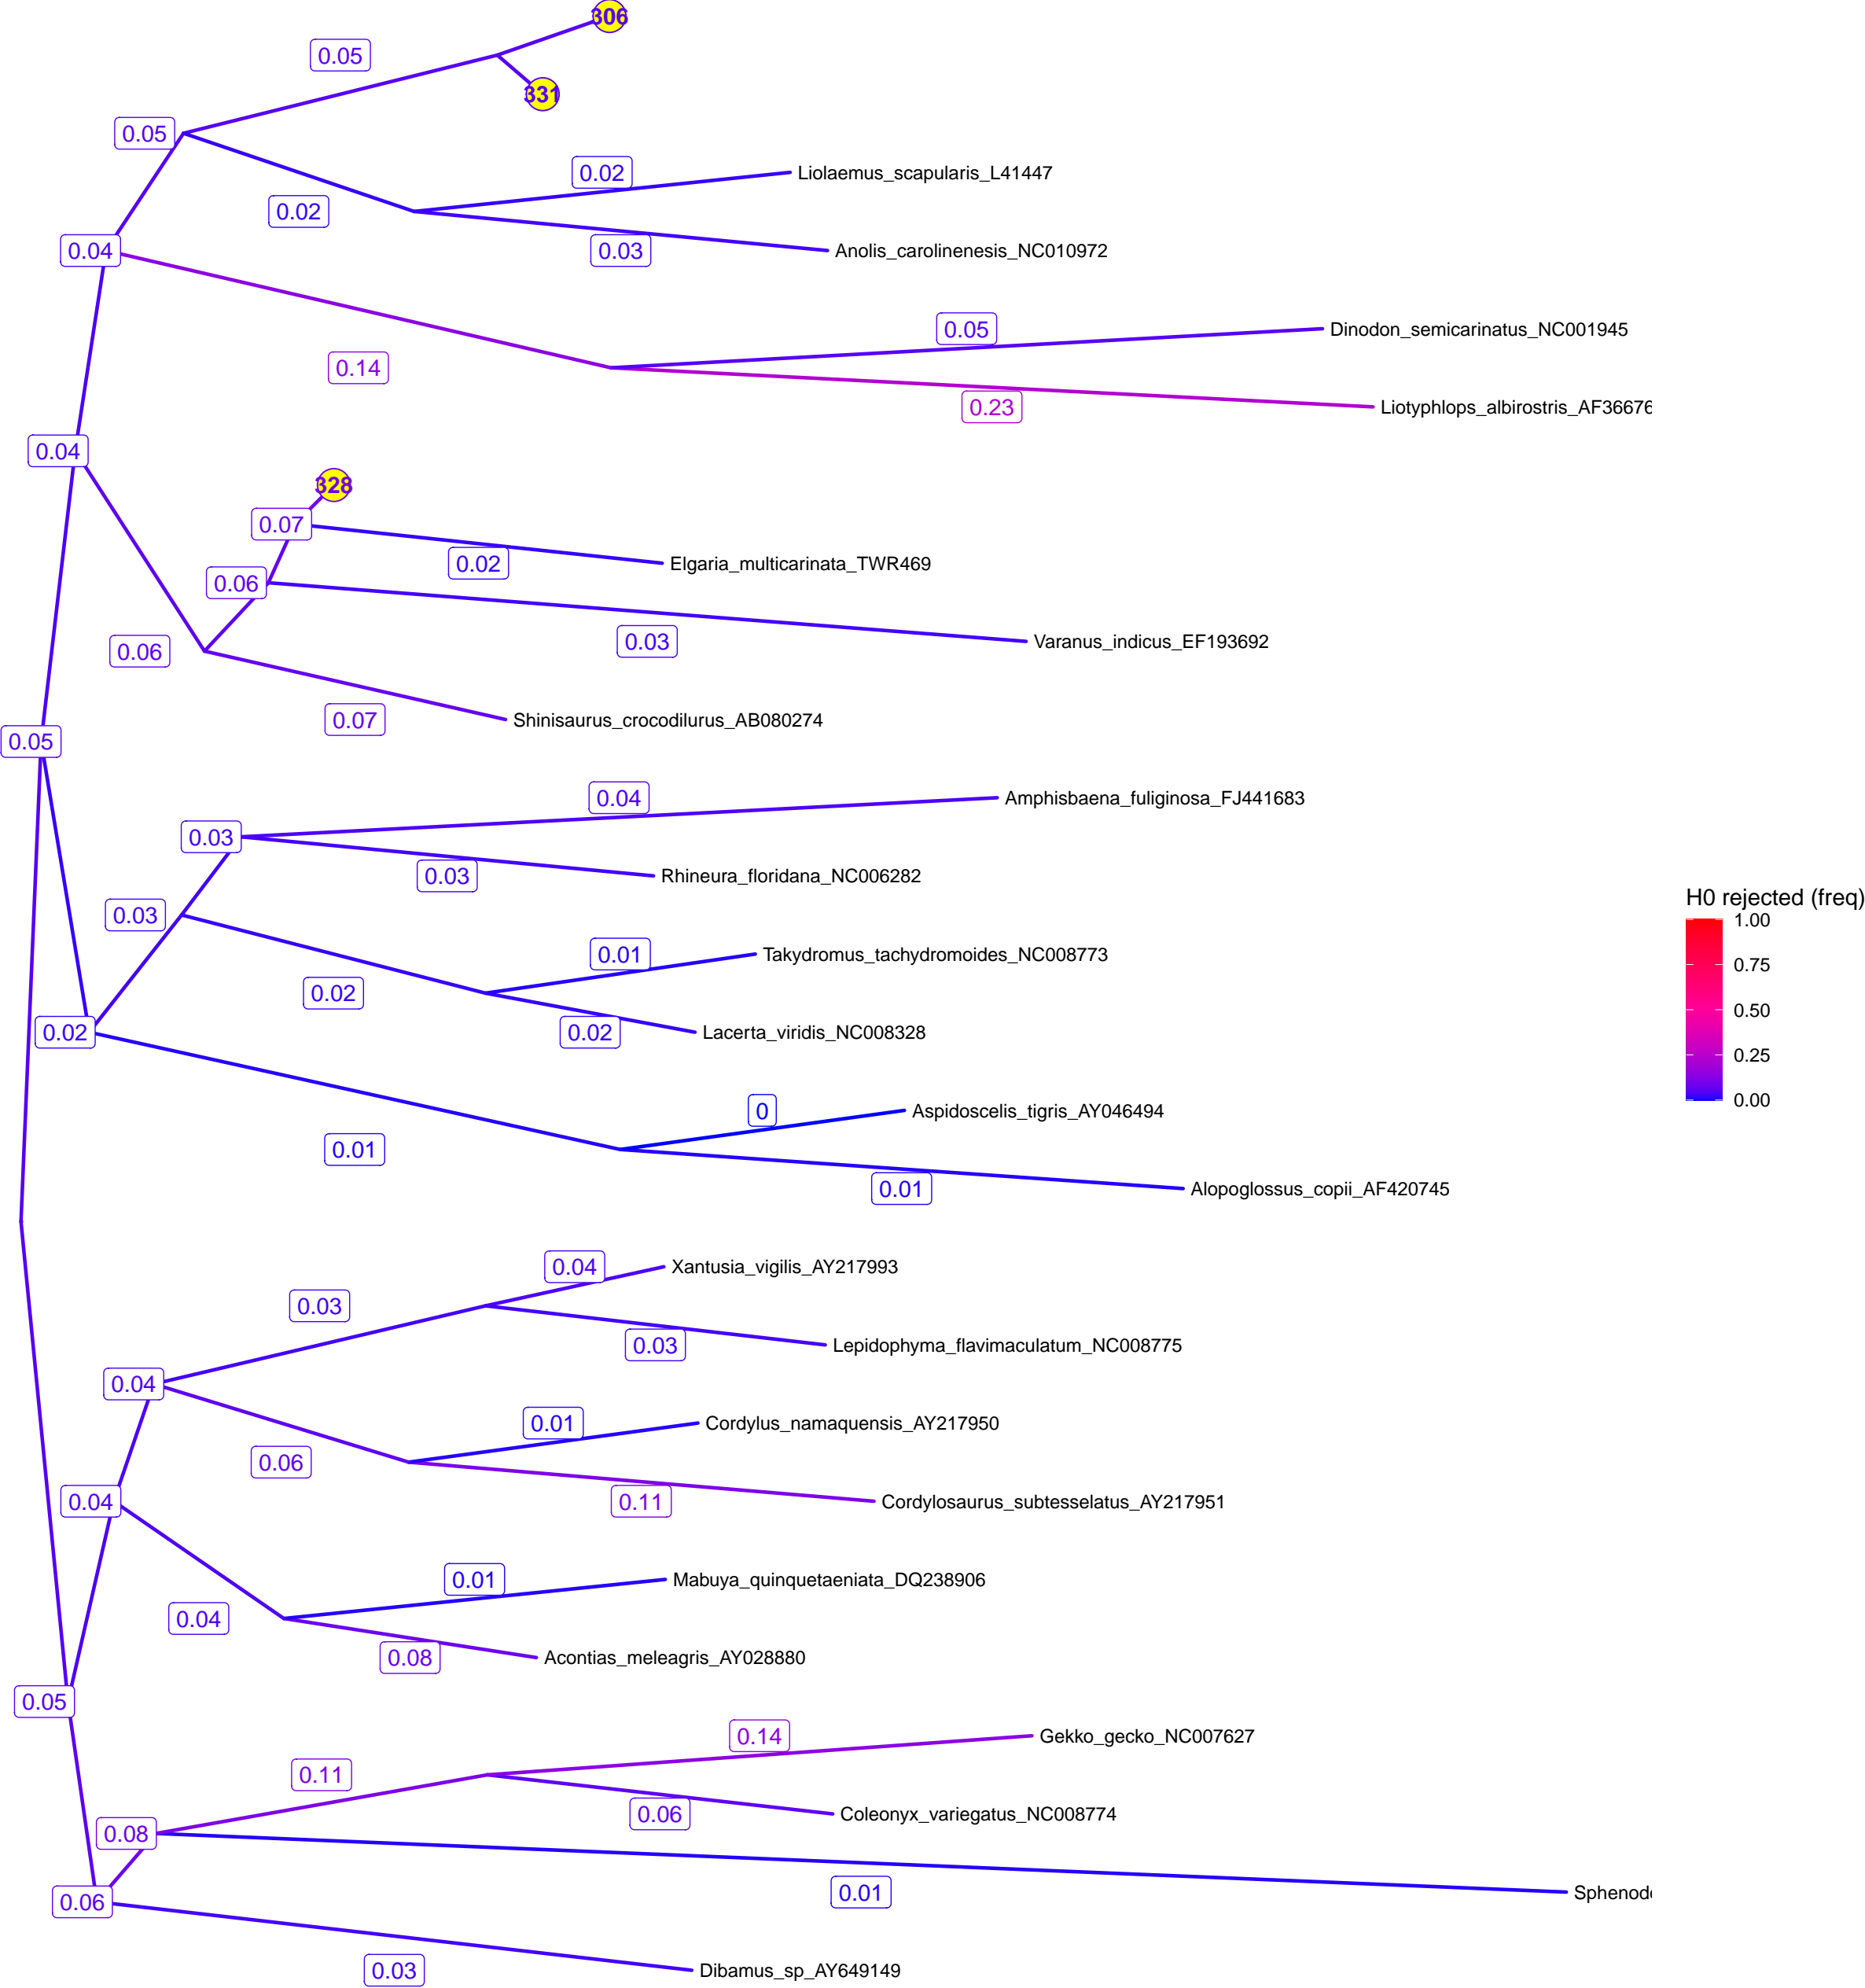 306
0.05
331
0.05
0.02
Liolaemus_scapularis_L41447
0.02
0.04
0.03
Anolis_carolinenesis_NC010972
0.05
Dinodon_semicarinatus_NC001945
0.14
0.23
Liotyphlops_albirostris_AF36676
0.04
328
0.07
0.02
Elgaria_multicarinata_TWR469
0.06
0.03
Varanus_indicus_EF193692
0.06
0.07
Shinisaurus_crocodilurus_AB080274
0.05
0.04
Amphisbaena_fuliginosa_FJ441683
0.03
0.03
Rhineura_floridana_NC006282
H0 rejected (freq)
1.00
0.75
0.50
0.25
0.00
0.03
0.01
Takydromus_tachydromoides_NC008773
0.02
0.02
0.02
Lacerta_viridis_NC008328
0
Aspidoscelis_tigris_AY046494
0.01
0.01
Alopoglossus_copii_AF420745
0.04
Xantusia_vigilis_AY217993
0.03
0.03
Lepidophyma_flavimaculatum_NC008775
0.04
0.01
Cordylus_namaquensis_AY217950
0.06
0.04
0.11
Cordylosaurus_subtesselatus_AY217951
0.01
Mabuya_quinquetaeniata_DQ238906
0.04
0.08
Acontias_meleagris_AY028880
0.05
0.14
Gekko_gecko_NC007627
0.11
0.06
Coleonyx_variegatus_NC008774
0.08
0.01
Sphenod
0.06
0.03
Dibamus_sp_AY649149